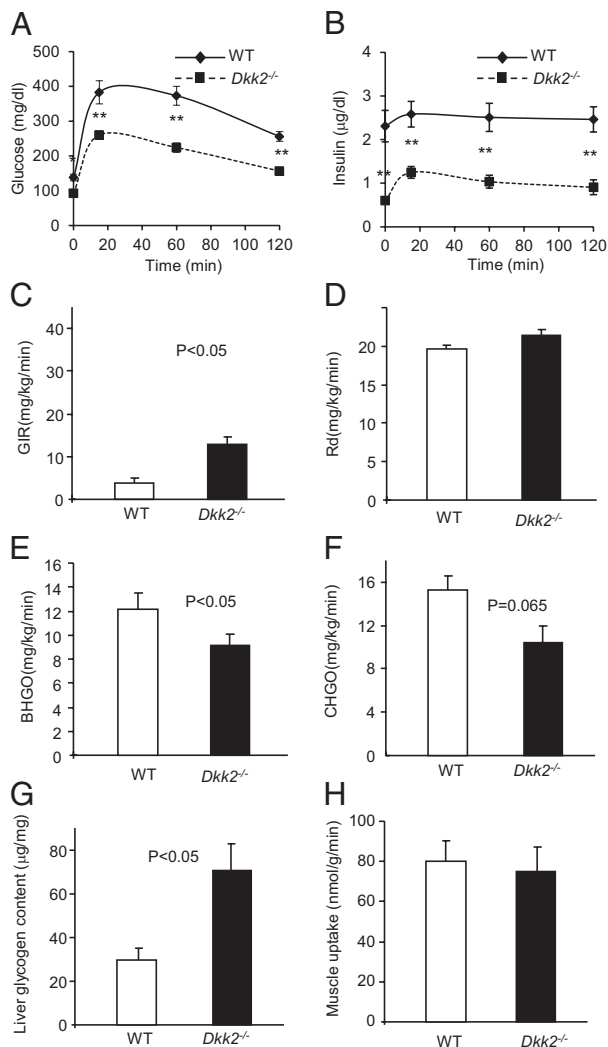 A
WT
Dkk2-/-
500
400
300
200
100
0
Glucose (mg/dl)
*
**
**
**
0 20 40 60 80 100 120
Time (min)
B
WT
Dkk2-/-
4
3
2
1
0
Insulin (μg/dl)
**
**
**
**
0 20 40 60 80 100 120
Time (min)
C
40
30
20
10
0
GIR(mg/kg/min)
P<0.05
WT Dkk2-/-
D
20
15
10
5
0
Rd(mg/kg/min)
WT Dkk2-/-
E
16
14
12
10
8
6
4
2
0
BHGO(mg/kg/min)
P<0.05
WT Dkk2-/-
F
16
12
8
4
0
CHGO(mg/kg/min)
P=0.065
WT Dkk2-/-
G
80
60
40
20
0
Liver glycogen content (μg/mg)
P<0.05
WT Dkk2-/-
H
100
80
60
40
20
0
Muscle uptake (nmol/g/min)
WT Dkk2-/-